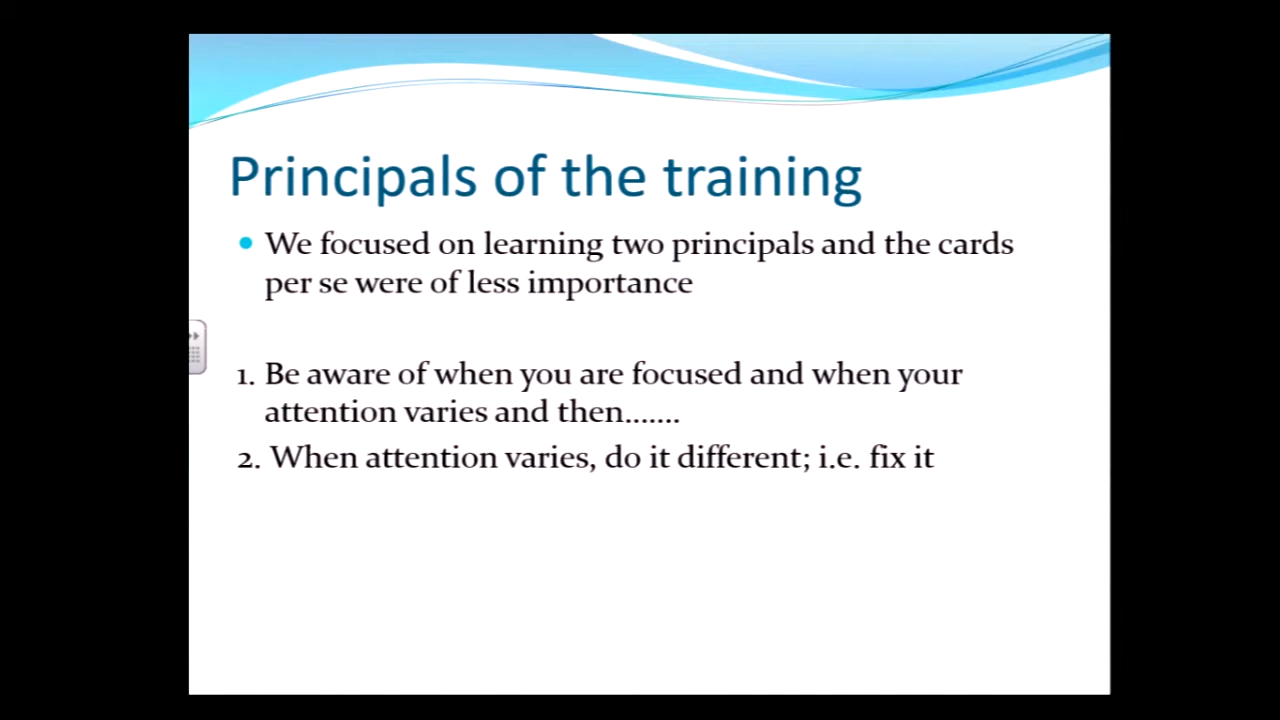 Principals of the training
• We focused on learning two principals and the cards
per se were of less importance
1. Be aware of when you are focused and when your
attention varies and then.......
2. When attention varies, do it different; i.e. fix it